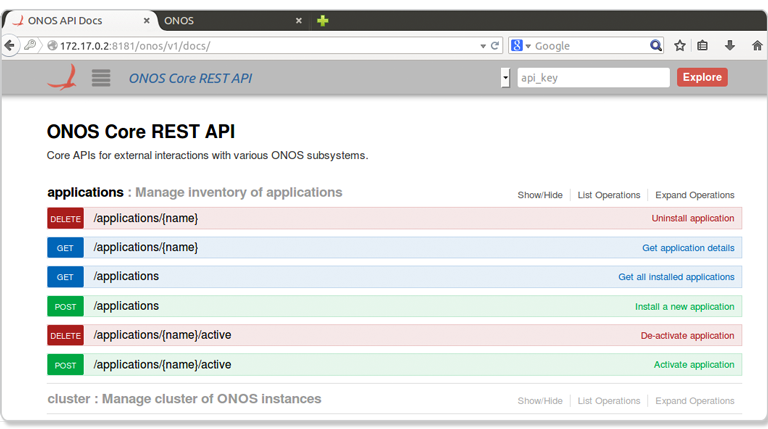 ONOS API Docs
ONOS
172.17.0.2:8181/onos/v1/docs/
Google
ONOS Core REST API
api_key
Explore
ONOS Core REST API
Core APIs for external interactions with various ONOS subsystems.
applications : Manage inventory of applications Show/Hide List Operations Expand Operations
DELETE /applications/{name} Uninstall application
GET /applications/{name} Get application details
GET /applications Get all installed applications
POST /applications Install a new application
DELETE /applications/{name}/active De-activate application
POST /applications/{name}/active Activate application
cluster : Manage cluster of ONOS instances Show/Hide List Operations Expand Operations